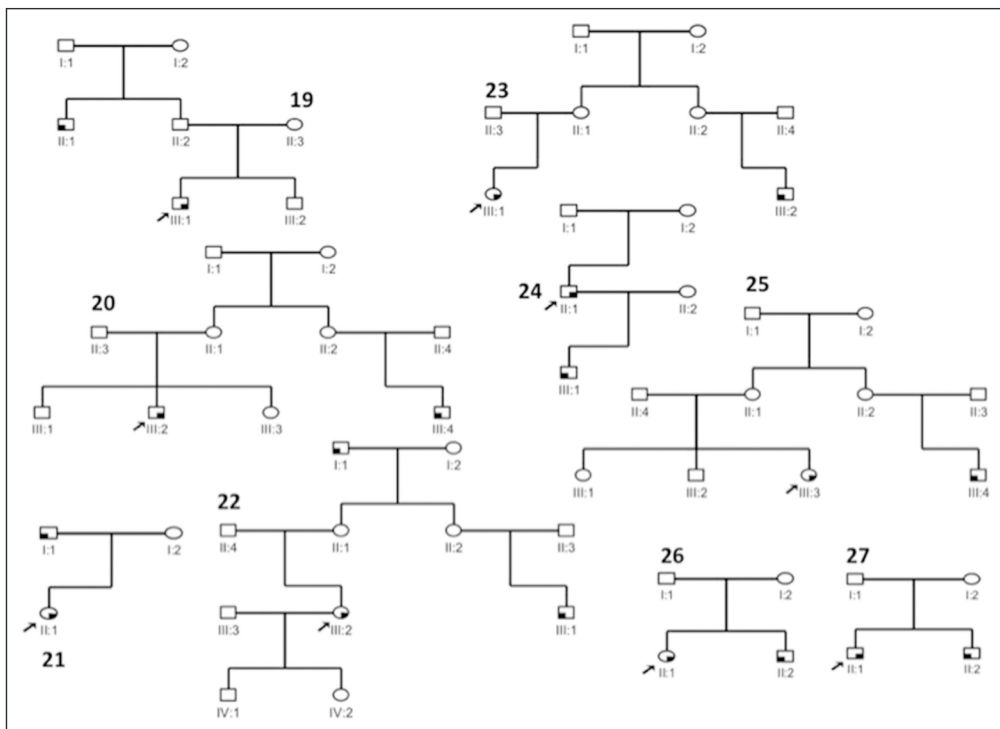 19
I:1 I:2
II:1 II:2 II:3
III:1 III:2
23
I:1 I:2
II:3 II:1 II:2 II:4
III:1 III:2
20
I:1 I:2
II:3 II:1 II:2 II:4
III:1 III:2 III:3 III:4
24
I:1 I:2
II:1 II:2
III:1
25
I:1 I:2
II:4 II:1 II:2 II:3
III:1 III:2 III:3 III:4
22
I:1 I:2
II:4 II:1 II:2 II:3
III:3 III:2 III:1
IV:1 IV:2
I:1 I:2
II:1
21
26
I:1 I:2
II:1 II:2
27
I:1 I:2
II:1 II:2